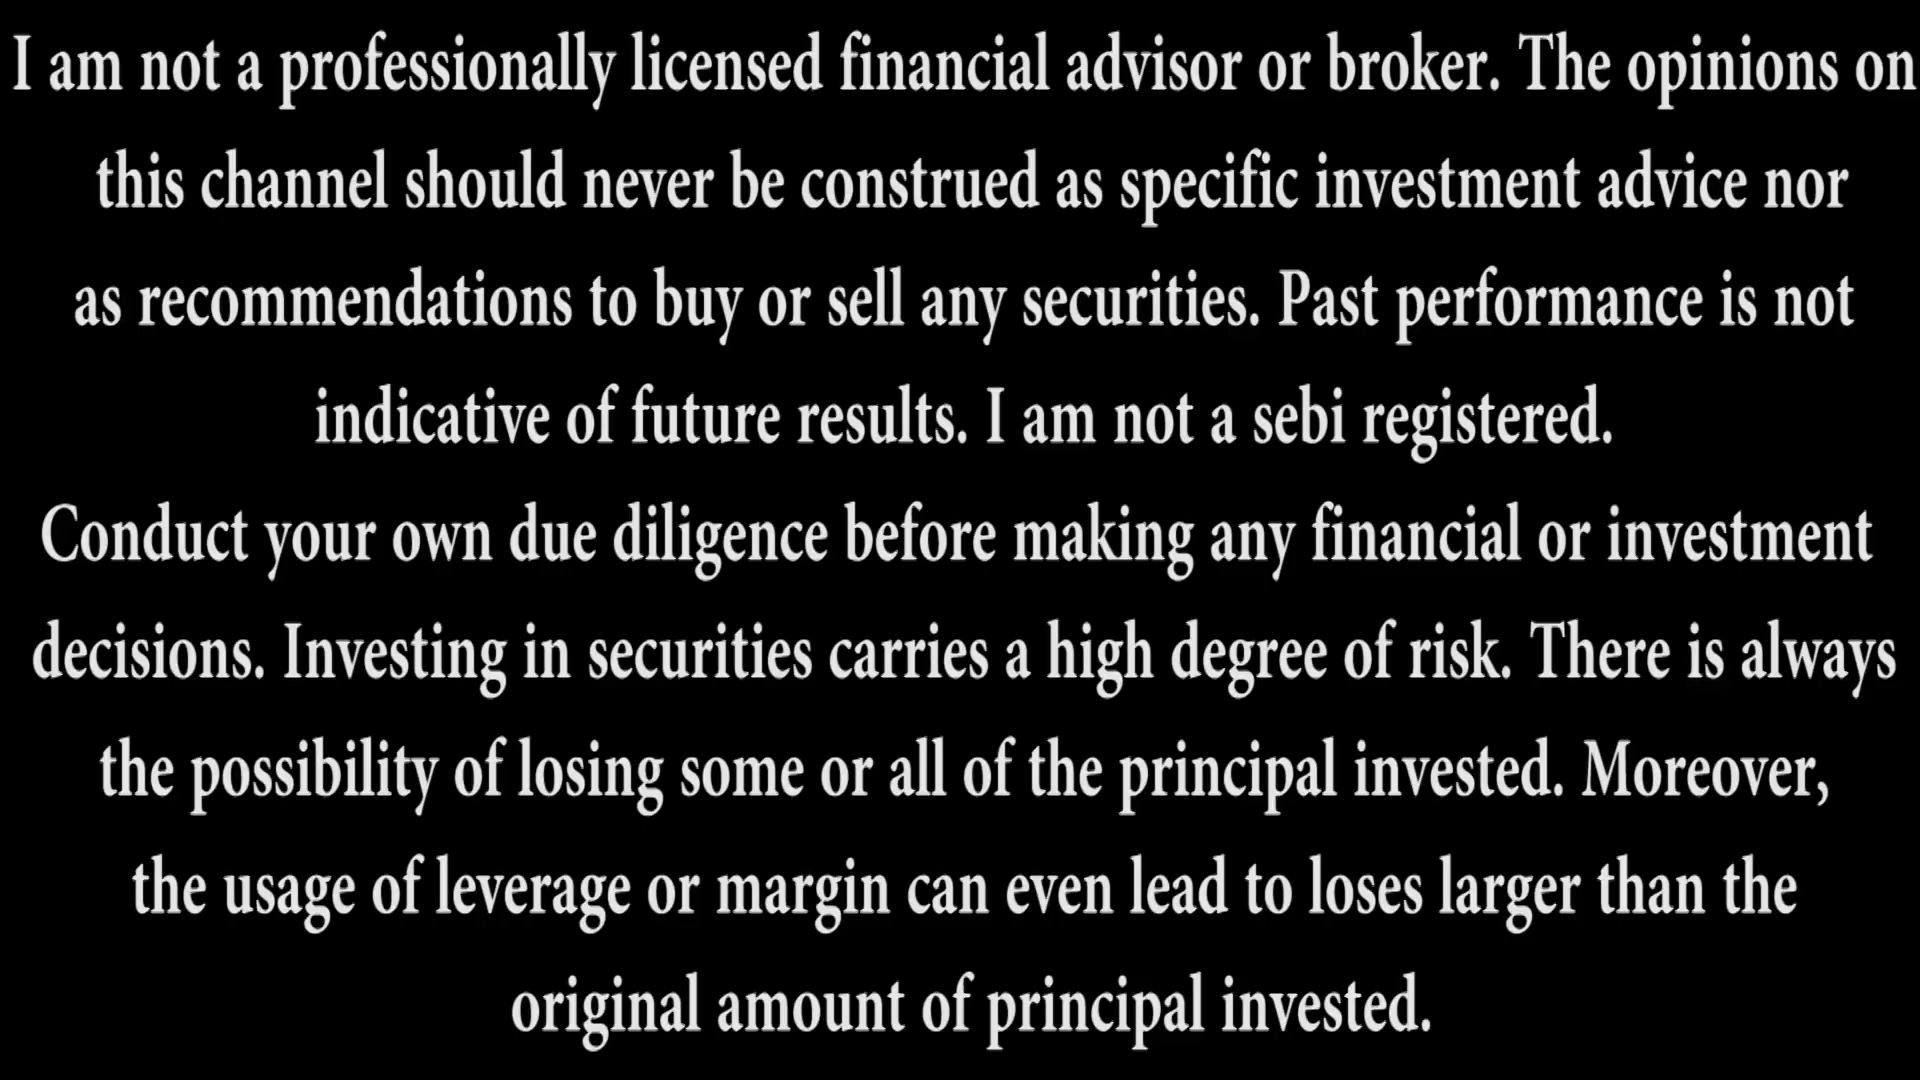 I am not a professionally licensed financial advisor or broker. The opinions on
this channel should never be construed as specific investment advice nor
as recommendations to buy or sell any securities. Past performance is not
indicative of future results. I am not a sebi registered.
Conduct your own due diligence before making any financial or investment
decisions. Investing in securities carries a high degree of risk. There is always
the possibility of losing some or all of the principal invested. Moreover,
the usage of leverage or margin can even lead to loses larger than the
original amount of principal invested.